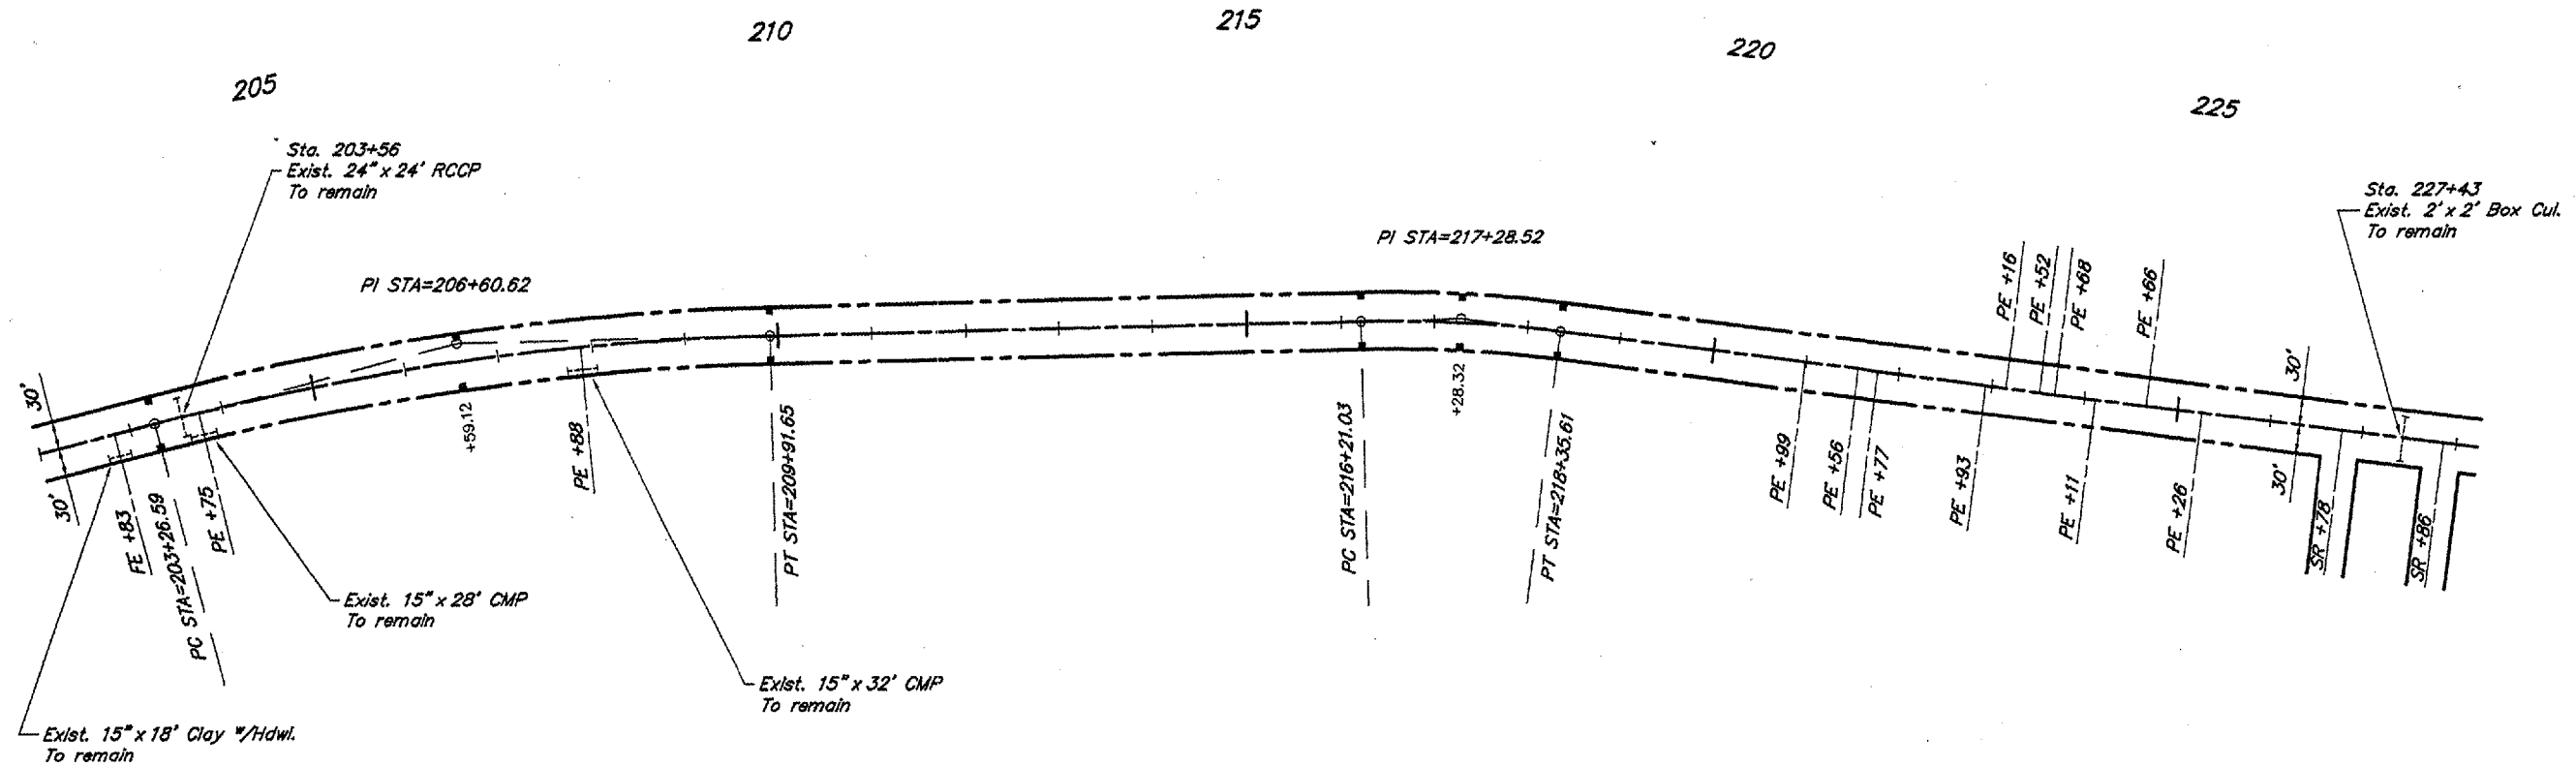 205
210
215
220
225
Sta. 203+56
Exist. 24" x 24' RCCP
To remain
Sta. 227+43
Exist. 2' x 2' Box Cul.
To remain
PI STA=206+60.62
PI STA=217+28.52
PE +16
PE +52
PE +68
PE +66
30'
30'
30'
30'
FE +83
PC STA=203+26.59
PE +75
+59.12
PE +88
PT STA=209+91.65
PC STA=216+21.03
+28.32
PT STA=218+35.61
PE +99
PE +56
PE +77
PE +93
PE +11
PE +26
SR +78
SR +86
Exist. 15" x 28' CMP
To remain
Exist. 15" x 32' CMP
To remain
Exist. 15" x 18' Clay w/Hdwl.
To remain